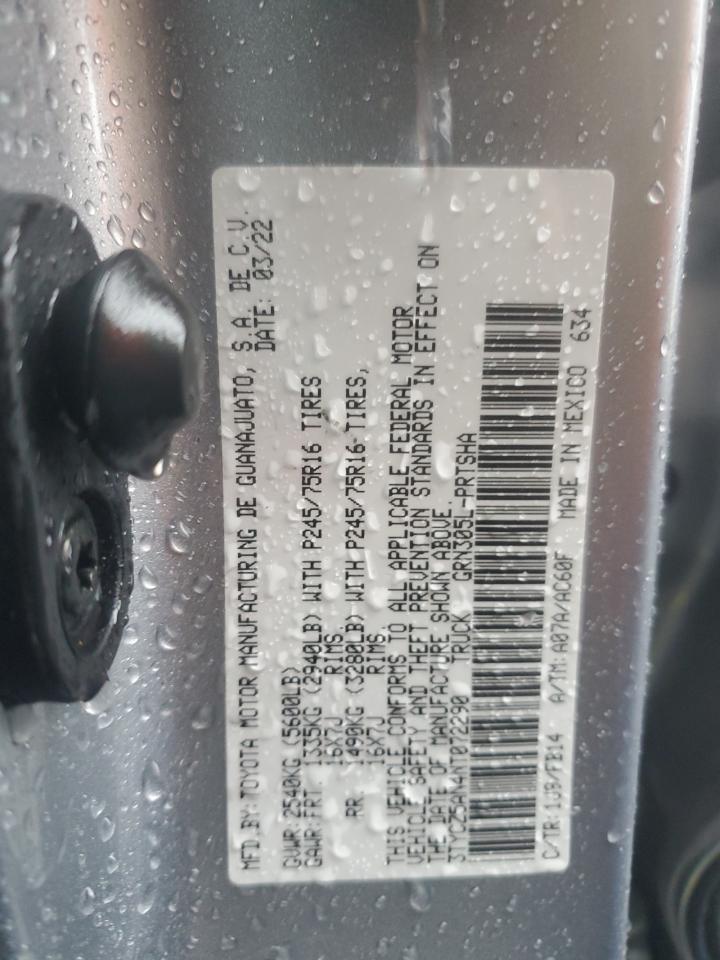 MFD.BY: TOYOTA MOTOR MANUFACTURING DE GUANAJUATO, S.A. DE C.V.
DATE: 03/22
GVWR: 2540KG (5600LB)
GAWR: FRT. 1335KG (2940LB) WITH P245/75R16 TIRES
16X7J RIMS.
RR. 1490KG (3280LB) WITH P245/75R16 TIRES,
16X7J RIMS.
THIS VEHICLE CONFORMS TO ALL APPLICABLE FEDERAL MOTOR
VEHICLE SAFETY AND THEFT PREVENTION STANDARDS IN EFFECT ON
THE DATE OF MANUFACTURE SHOWN ABOVE.
TRUCK GRN305L-PRTSHA
C/TR: 1J9/FB14 A/TM: A07A/AC60F MADE IN MEXICO 634